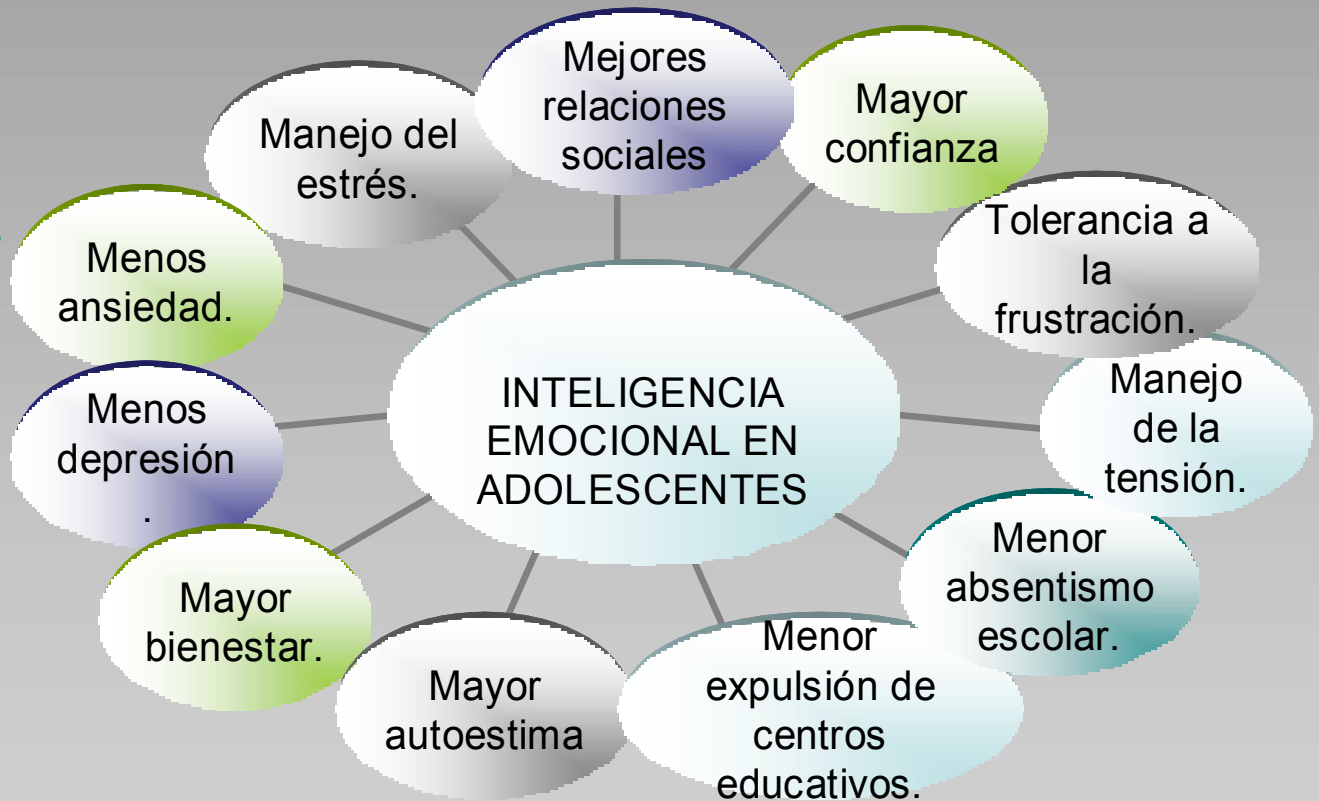 Mejores
relaciones
sociales
Mayor
confianza
Tolerancia a
la
frustración.
Manejo
de la
tensión.
Menor
absentismo
escolar.
Menor
expulsión de
centros
educativos.
Mayor
autoestima
Mayor
bienestar.
Menos
depresión
.
Menos
ansiedad.
Manejo del
estrés.
INTELIGENCIA
EMOCIONAL EN
ADOLESCENTES